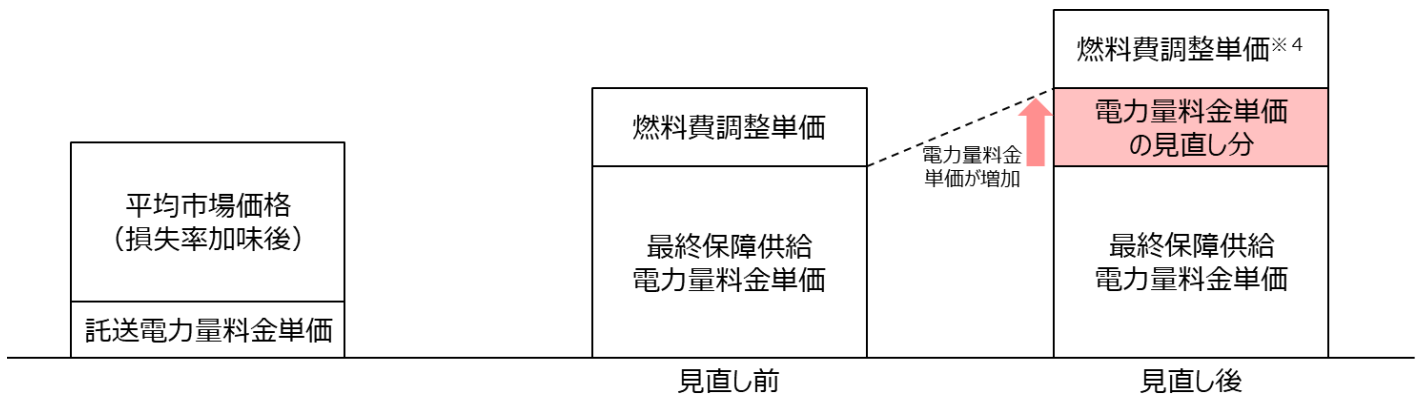 平均市場価格
（損失率加味後）
託送電力量料金単価
燃料費調整単価
最終保障供給
電力量料金単価
見直し前
電力量料金
単価が増加
燃料費調整単価※４
電力量料金単価
の見直し分
最終保障供給
電力量料金単価
見直し後